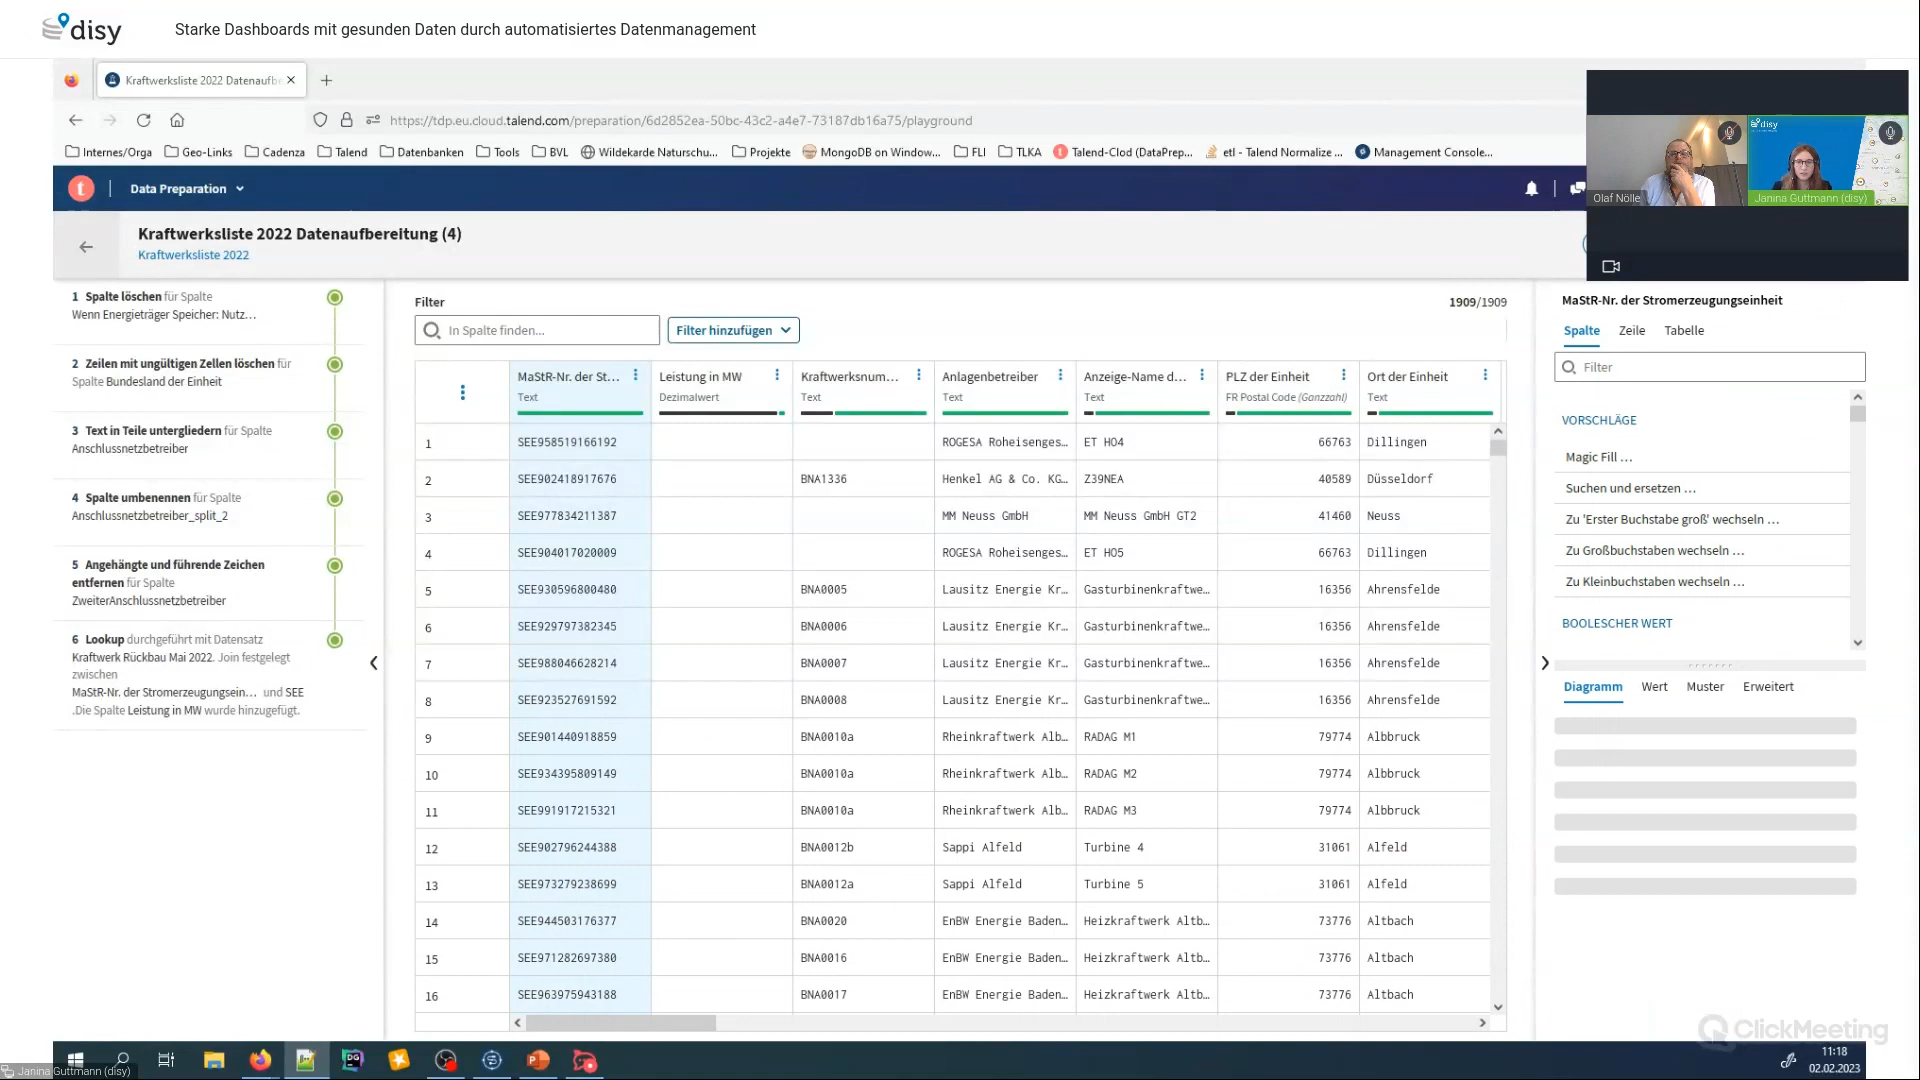 disy
Starke Dashboards mit gesunden Daten durch automatisiertes Datenmanagement
Kraftwerksliste 2022 Datenaufb
https://tdp.eu.cloud.talend.com/preparation/6d2852ea-50bc-43c2-a4e7-73187db16a75/playground
Internes/Orga Geo-Links Cadenza Talend Datenbanken Tools BVL Wildekarde Naturschu... Projekte MongoDB on Window... FLI TLKA Talend-Clod (DataPrep... etl - Talend Normalize ... Management Console...
t Data Preparation
disy
Olaf Nölle Janina Guttmann (disy)
Kraftwerksliste 2022 Datenaufbereitung (4)
Kraftwerksliste 2022
1 Spalte löschen für Spalte
Wenn Energieträger Speicher: Nutz...
2 Zeilen mit ungültigen Zellen löschen für
Spalte Bundesland der Einheit
3 Text in Teile untergliedern für Spalte
Anschlussnetzbetreiber
4 Spalte umbenennen für Spalte
Anschlussnetzbetreiber_split_2
5 Angehängte und führende Zeichen
entfernen für Spalte
ZweiterAnschlussnetzbetreiber
6 Lookup durchgeführt mit Datensatz
Kraftwerk Rückbau Mai 2022. Join festgelegt
zwischen
MaStR-Nr. der Stromerzeugungsein... und SEE
.Die Spalte Leistung in MW wurde hinzugefügt.
Filter 1909/1909
In Spalte finden... Filter hinzufügen
MaStR-Nr. der St... Leistung in MW Kraftwerksnum... Anlagenbetreiber Anzeige-Name d... PLZ der Einheit Ort der Einheit
Text Dezimalwert Text Text Text FR Postal Code (Ganzzahl) Text
1 SEE958519166192 ROGESA Roheisenges… ET HO4 66763 Dillingen
2 SEE902418917676 BNA1336 Henkel AG & Co. KG… Z39NEA 40589 Düsseldorf
3 SEE977834211387 MM Neuss GmbH MM Neuss GmbH GT2 41460 Neuss
4 SEE904017020009 ROGESA Roheisenges… ET HO5 66763 Dillingen
5 SEE930596800480 BNA0005 Lausitz Energie Kr… Gasturbinenkraftwe… 16356 Ahrensfelde
6 SEE929797382345 BNA0006 Lausitz Energie Kr… Gasturbinenkraftwe… 16356 Ahrensfelde
7 SEE988046628214 BNA0007 Lausitz Energie Kr… Gasturbinenkraftwe… 16356 Ahrensfelde
8 SEE923527691592 BNA0008 Lausitz Energie Kr… Gasturbinenkraftwe… 16356 Ahrensfelde
9 SEE901440918859 BNA0010a Rheinkraftwerk Alb… RADAG M1 79774 Albbruck
10 SEE934395809149 BNA0010a Rheinkraftwerk Alb… RADAG M2 79774 Albbruck
11 SEE991917215321 BNA0010a Rheinkraftwerk Alb… RADAG M3 79774 Albbruck
12 SEE902796244388 BNA0012b Sappi Alfeld Turbine 4 31061 Alfeld
13 SEE973279238699 BNA0012a Sappi Alfeld Turbine 5 31061 Alfeld
14 SEE944503176377 BNA0020 EnBW Energie Baden… Heizkraftwerk Altb… 73776 Altbach
15 SEE971282697380 BNA0016 EnBW Energie Baden… Heizkraftwerk Altb… 73776 Altbach
16 SEE963975943188 BNA0017 EnBW Energie Baden… Heizkraftwerk Altb… 73776 Altbach
MaStR-Nr. der Stromerzeugungseinheit
Spalte Zeile Tabelle
Filter
VORSCHLÄGE
Magic Fill ...
Suchen und ersetzen ...
Zu 'Erster Buchstabe groß' wechseln ...
Zu Großbuchstaben wechseln ...
Zu Kleinbuchstaben wechseln ...
BOOLESCHER WERT
Diagramm Wert Muster Erweitert
ClickMeeting
DG
11:18
02.02.2023
Janina Guttmann (disy)